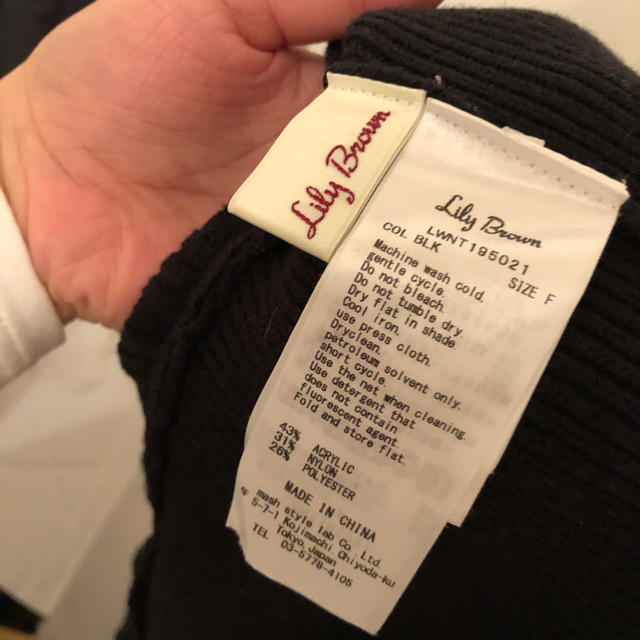 Lily Brown
Lily Brown
LWNT195021
COL BLK SIZE F
Machine wash cold.
gentle cycle.
Do not bleach.
Do not tumble dry.
Dry flat in shade.
Cool iron.
use press cloth.
Dryclean.
petroleum solvent only.
short cycle.
Use the net when cleaning.
Use detergent that
does not contain
fluorescent agent.
Fold and store flat.
43% ACRYLIC
31% NYLON
26% POLYESTER
MADE IN CHINA
mash style lab Co., Ltd.
5-7-1 Kojimachi Chiyoda-ku
Tokyo, Japan
TEL 03-5778-4105